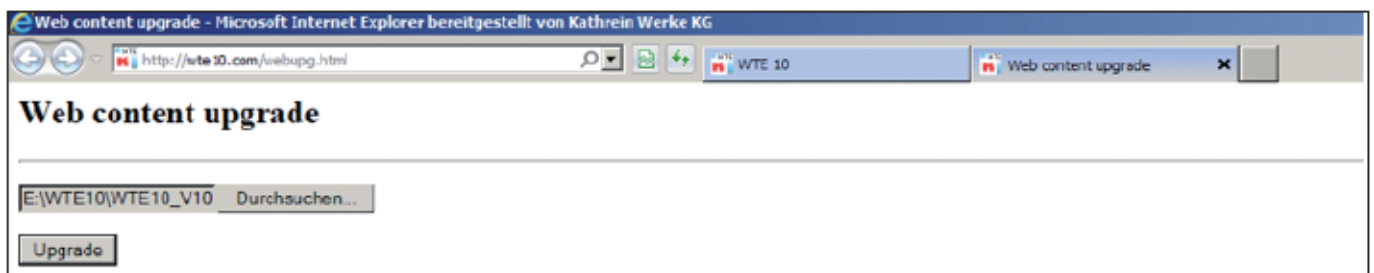 Web content upgrade - Microsoft Internet Explorer bereitgestellt von Kathrein Werke KG
http://wte10.com/webupg.html WTE 10 Web content upgrade
Web content upgrade
E:\WTE10\WTE10_V10 Durchsuchen...
Upgrade